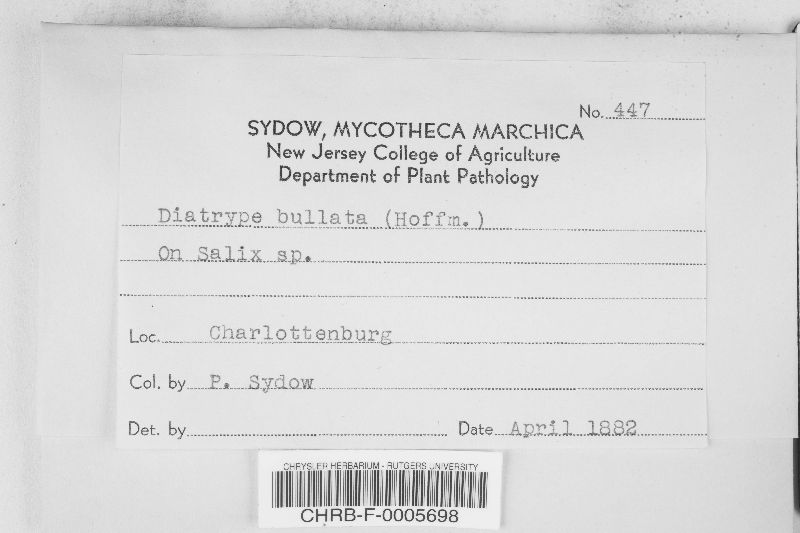 No. 447
SYDOW, MYCOTHECA MARCHICA
New Jersey College of Agriculture
Department of Plant Pathology
Diatrype bullata (Hoffm.)
On Salix sp.
Loc. Charlottenburg
Col. by P. Sydow
Det. by Date April 1882
CHRYSLER HERBARIUM - RUTGERS UNIVERSITY
CHRB-F-0005698